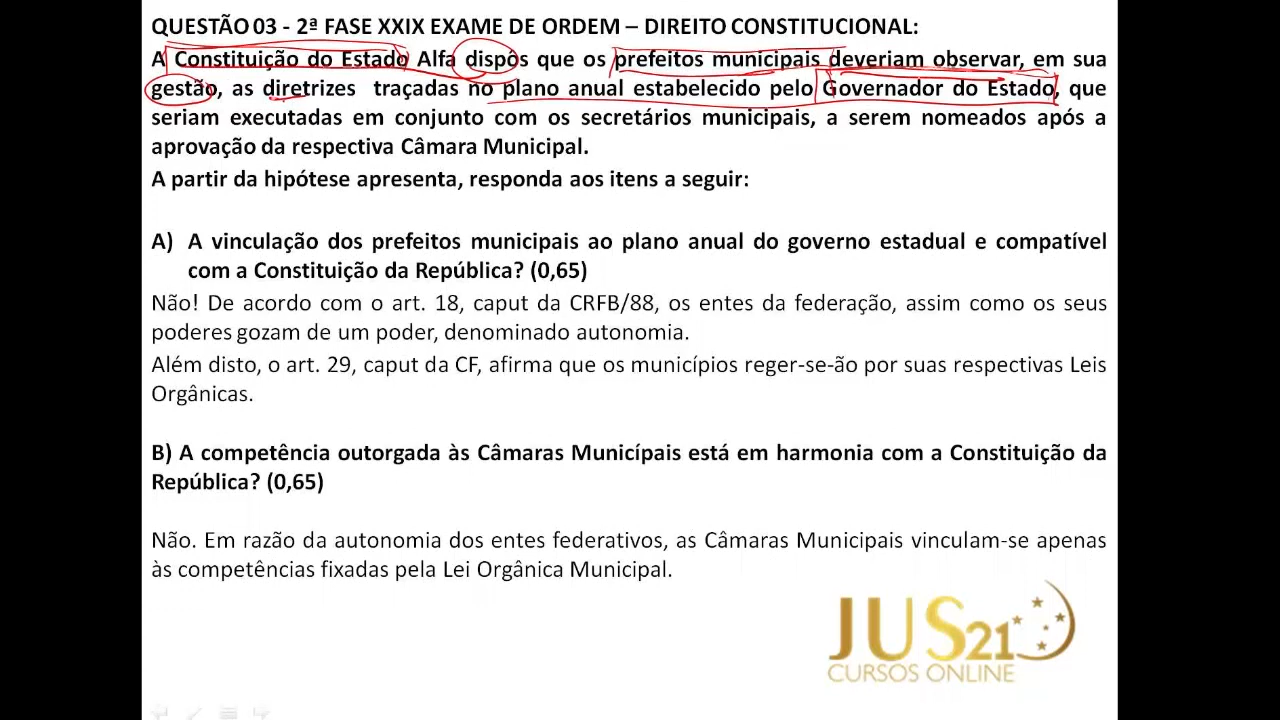 QUESTÃO 03 - 2ª FASE XXIX EXAME DE ORDEM – DIREITO CONSTITUCIONAL:
A Constituição do Estado Alfa dispôs que os prefeitos municipais deveriam observar, em sua
gestão, as diretrizes traçadas no plano anual estabelecido pelo Governador do Estado, que
seriam executadas em conjunto com os secretários municipais, a serem nomeados após a
aprovação da respectiva Câmara Municipal.
A partir da hipótese apresenta, responda aos itens a seguir:
A) A vinculação dos prefeitos municipais ao plano anual do governo estadual e compatível
com a Constituição da República? (0,65)
Não! De acordo com o art. 18, caput da CRFB/88, os entes da federação, assim como os seus
poderes gozam de um poder, denominado autonomia.
Além disto, o art. 29, caput da CF, afirma que os municípios reger-se-ão por suas respectivas Leis
Orgânicas.
B) A competência outorgada às Câmaras Municípais está em harmonia com a Constituição da
República? (0,65)
Não. Em razão da autonomia dos entes federativos, as Câmaras Municipais vinculam-se apenas
às competências fixadas pela Lei Orgânica Municipal.
JUS21
CURSOS ONLINE